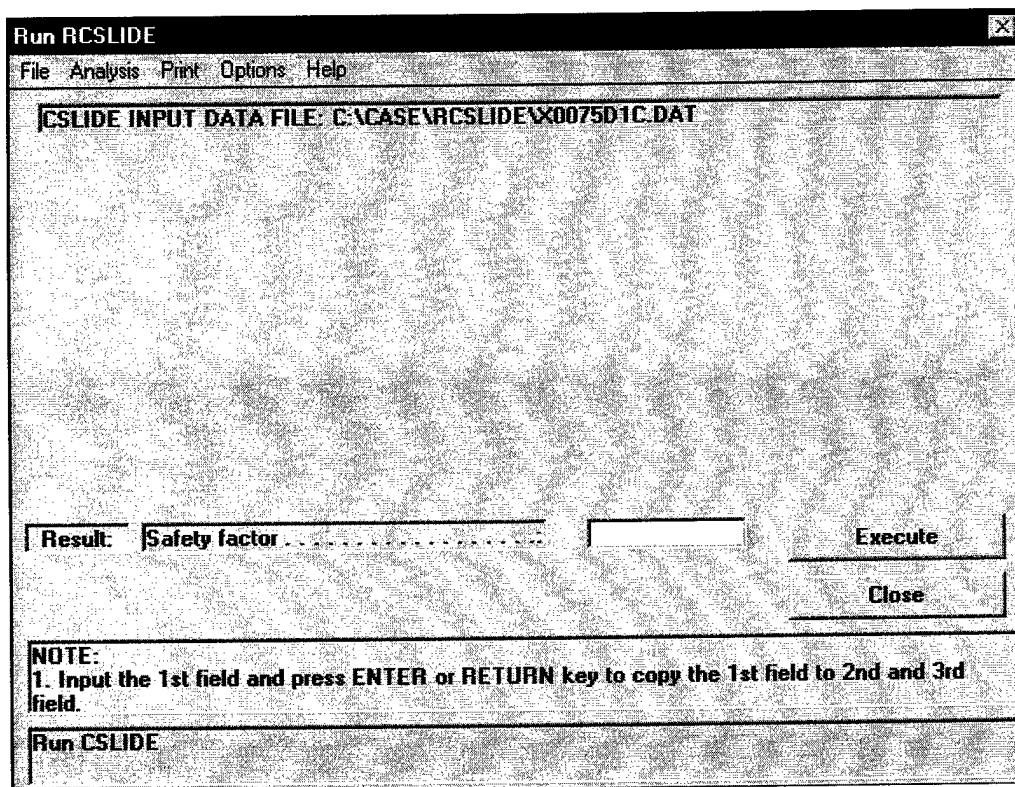 Run RCSLIDE
File Analysis Print Options Help
CSLIDE INPUT DATA FILE: C:\CASE\RCSLIDE\X0075D1C.DAT
Result: Safety factor . . . . . . . . . . . . . . . . . . . Execute
Close
NOTE:
1. Input the 1st field and press ENTER or RETURN key to copy the 1st field to 2nd and 3rd
field.
Run CSLIDE